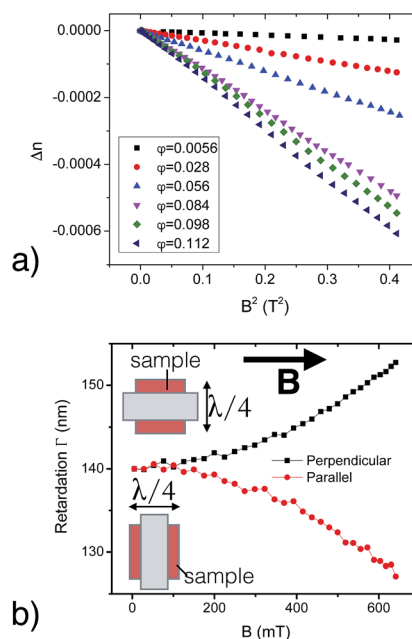 0.0000
-0.0002
-0.0004
-0.0006
Δn
φ=0.0056
φ=0.028
φ=0.056
φ=0.084
φ=0.098
φ=0.112
0.0 0.1 0.2 0.3 0.4
B² (T²)
a)
sample
B
λ/4
150
140
130
Retardation Γ (nm)
Perpendicular
Parallel
λ/4
sample
0 200 400 600
B (mT)
b)